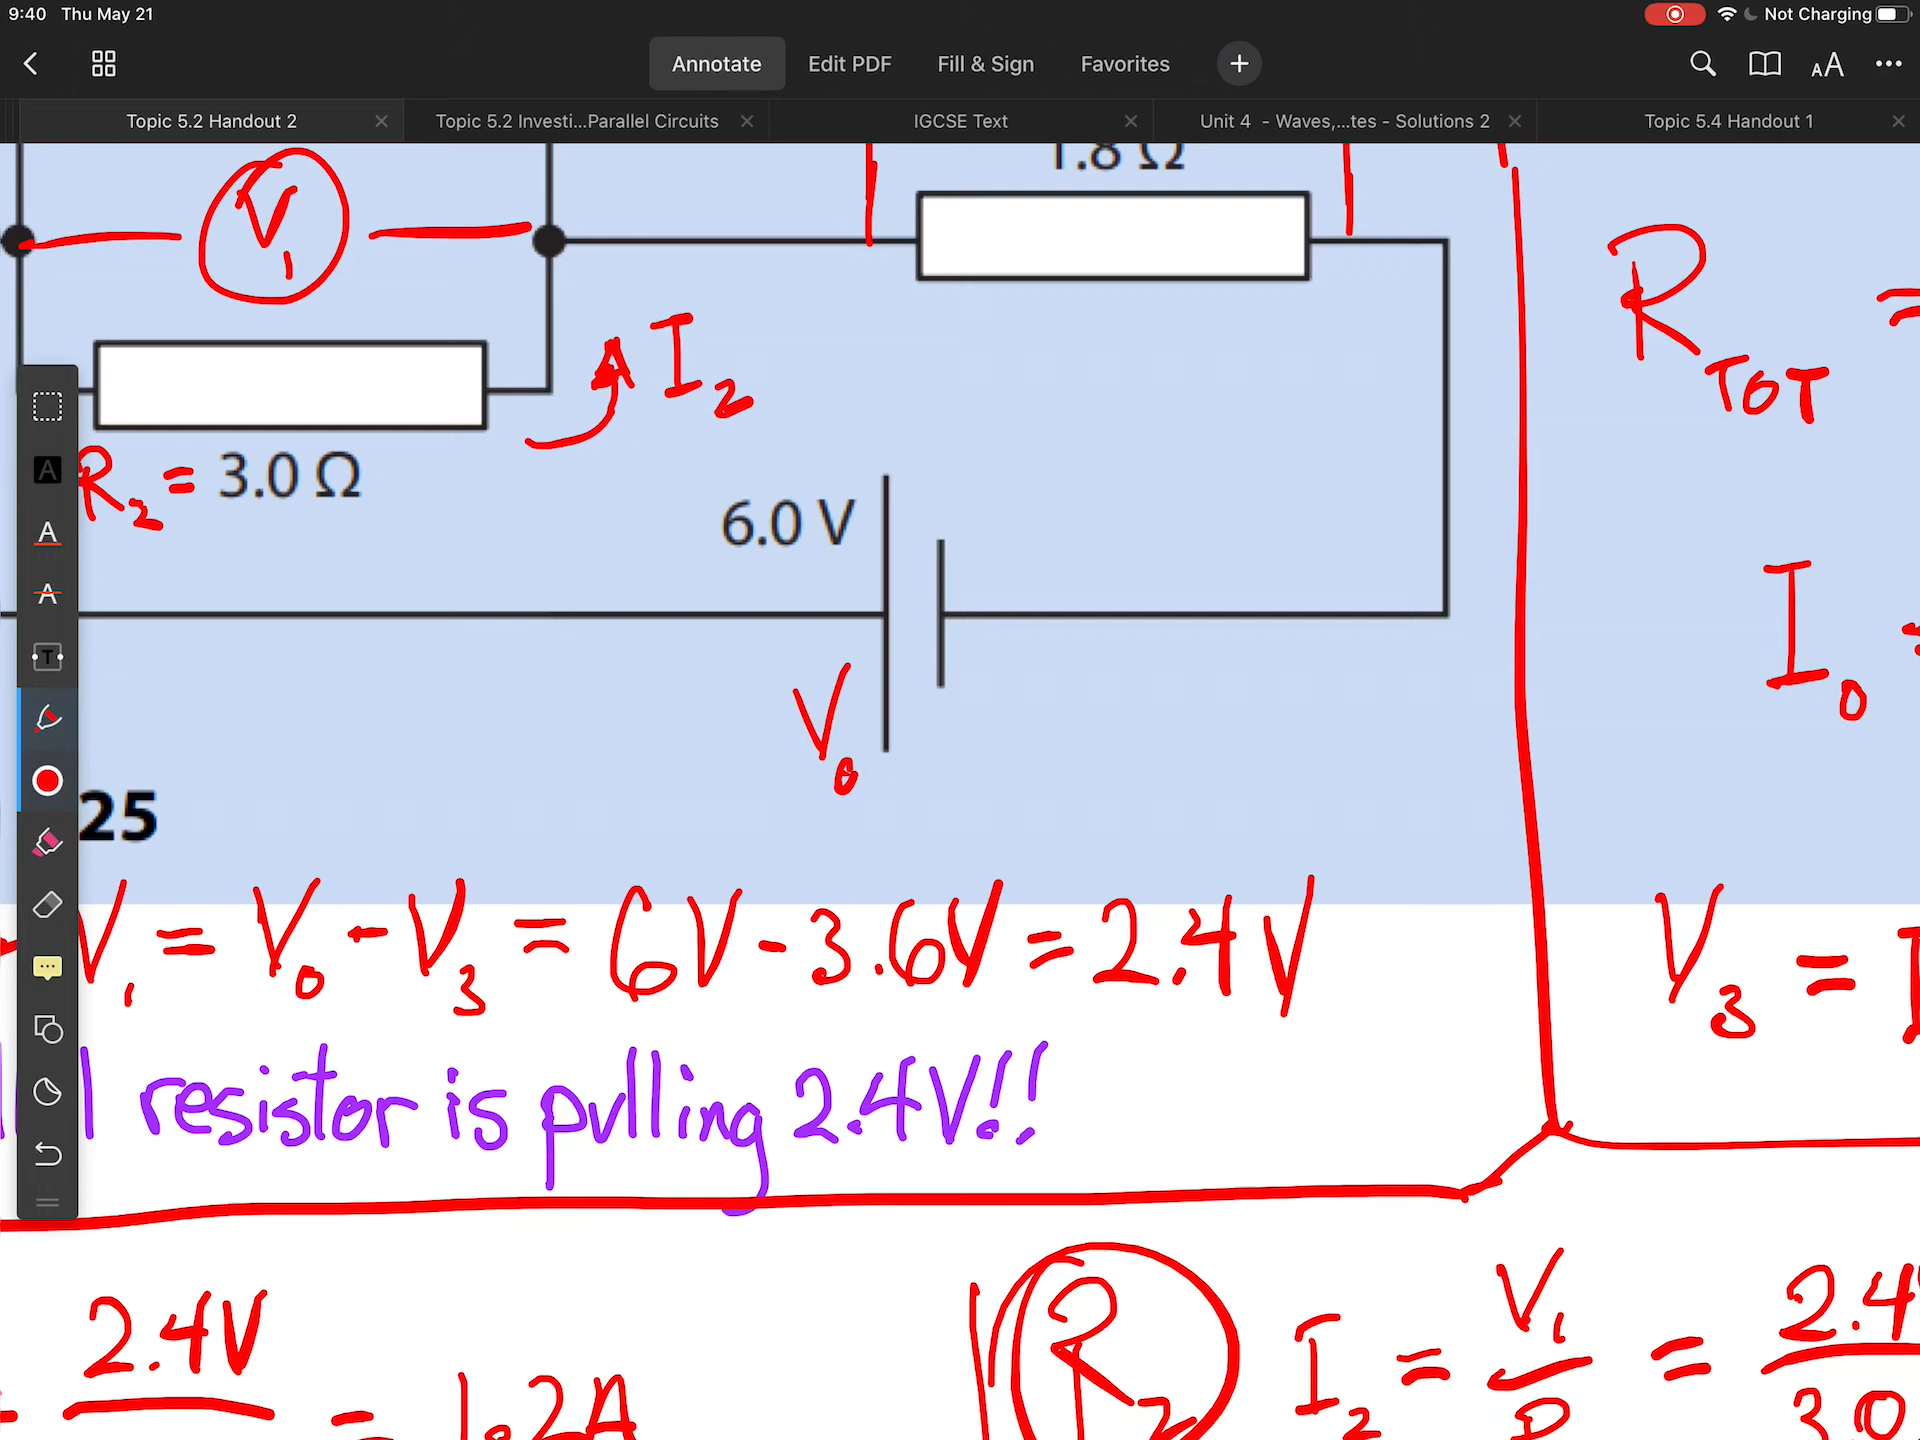 9:40 Thu May 21 Not Charging
Annotate Edit PDF Fill & Sign Favorites
Topic 5.2 Handout 2 Topic 5.2 Investi...Parallel Circuits IGCSE Text Unit 4 - Waves,...tes - Solutions 2 Topic 5.4 Handout 1
1.8 Ω
V₁
R_TOT =
I₂
R₂ = 3.0 Ω
6.0 V
I₀
V₀
25
V₁ = V₀ - V₃ = 6V - 3.6V = 2.4V
V₃ =
resistor is pulling 2.4V!!
2.4V
= 1.2A
R₂ I₂ = V₁ = 2.4
3.0